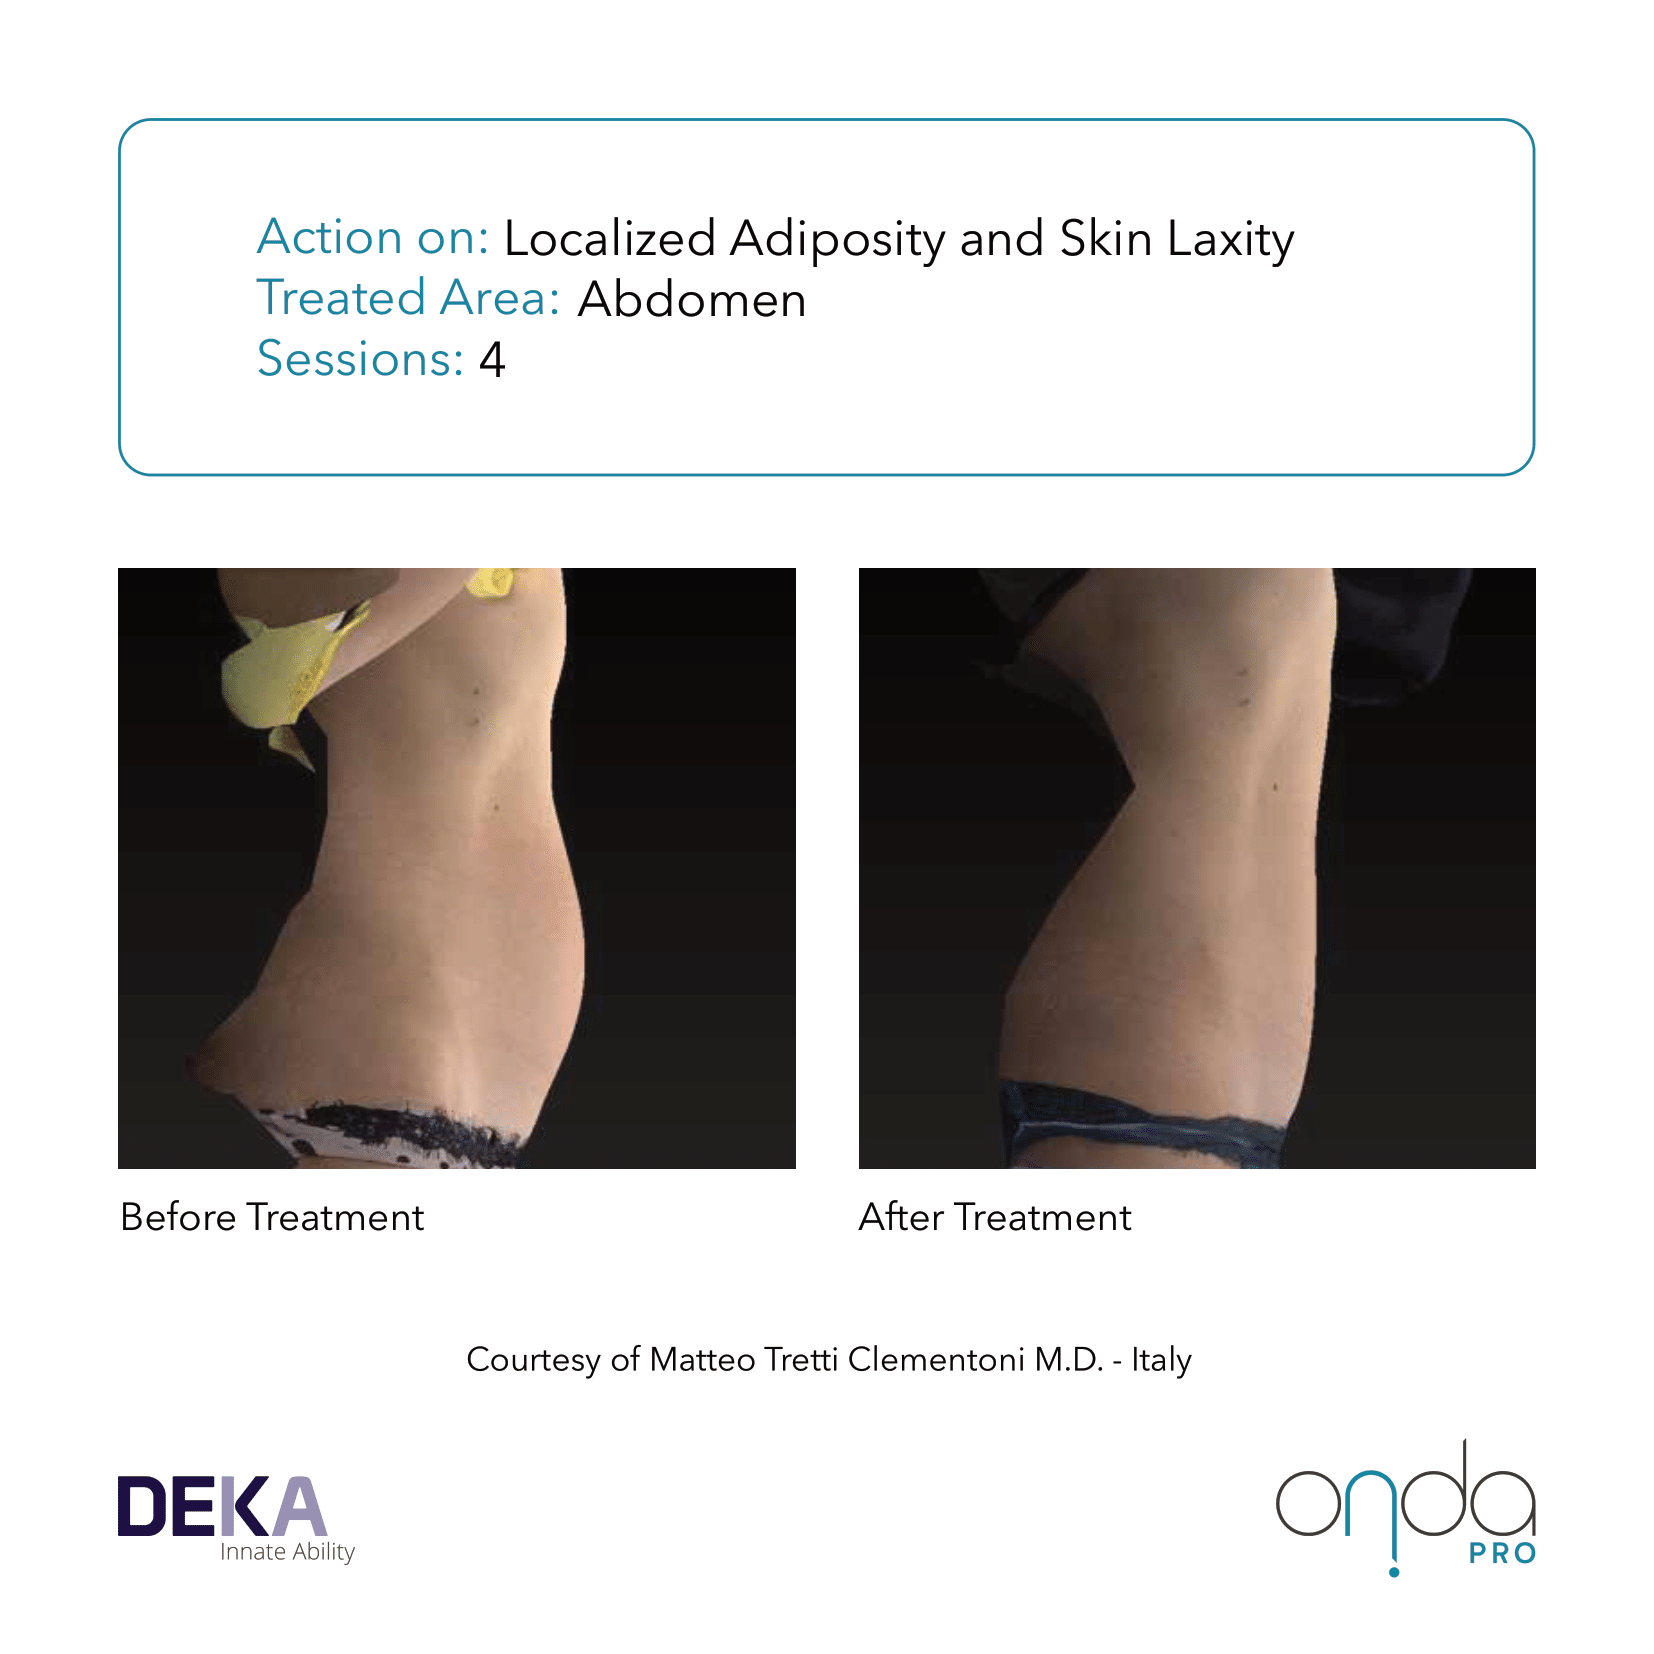 Action on: Localized Adiposity and Skin Laxity
Treated Area: Abdomen
Sessions: 4
Before Treatment
After Treatment
Courtesy of Matteo Tretti Clementoni M.D. - Italy
DEKA
Innate Ability
onda
PRO